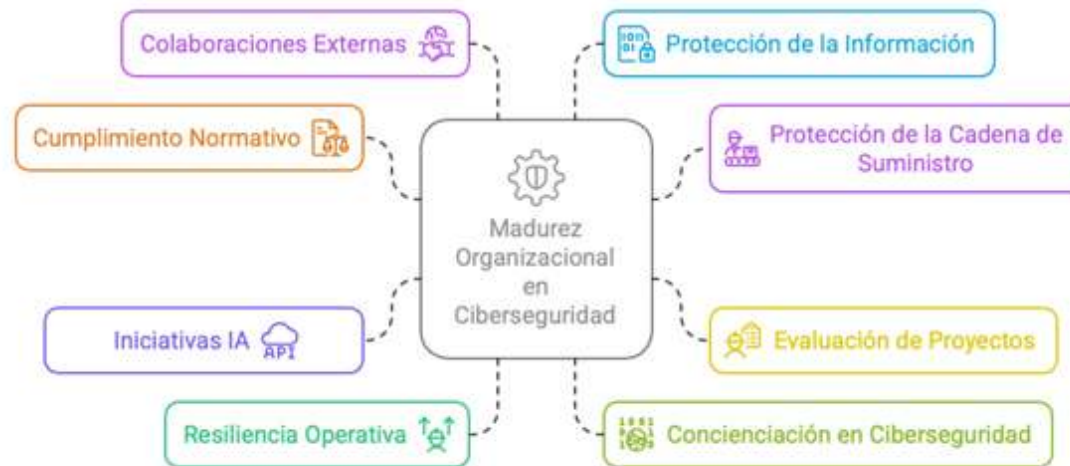 Colaboraciones Externas
Protección de la Información
Cumplimiento Normativo
Protección de la Cadena de
Suministro
Madurez
Organizacional
en
Ciberseguridad
Iniciativas IA
API
Evaluación de Proyectos
Resiliencia Operativa
Concienciación en Ciberseguridad